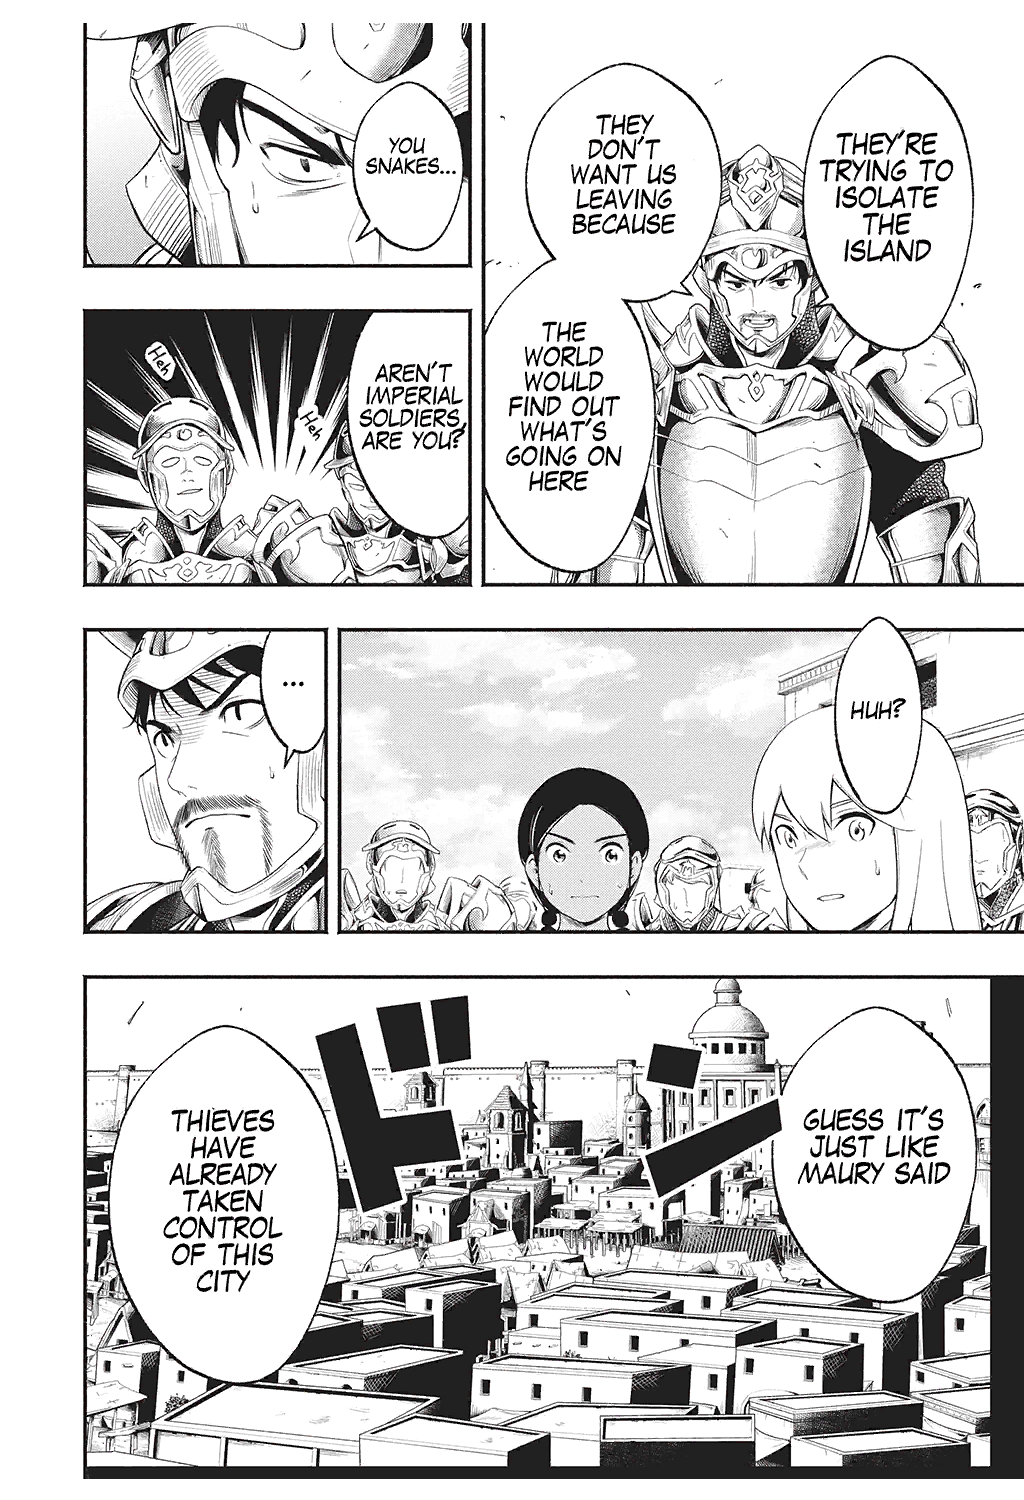 THEY'RE
TRYING TO
ISOLATE
THE
ISLAND
THEY
DON'T
WANT US
LEAVING
BECAUSE
THE
WORLD
WOULD
FIND OUT
WHAT'S
GOING ON
HERE
YOU
SNAKES...
AREN'T
IMPERIAL
SOLDIERS,
ARE YOU?
Heh
Heh
HUH?
...
ドン
GUESS IT'S
JUST LIKE
MAURY SAID
THIEVES
HAVE
ALREADY
TAKEN
CONTROL
OF THIS
CITY